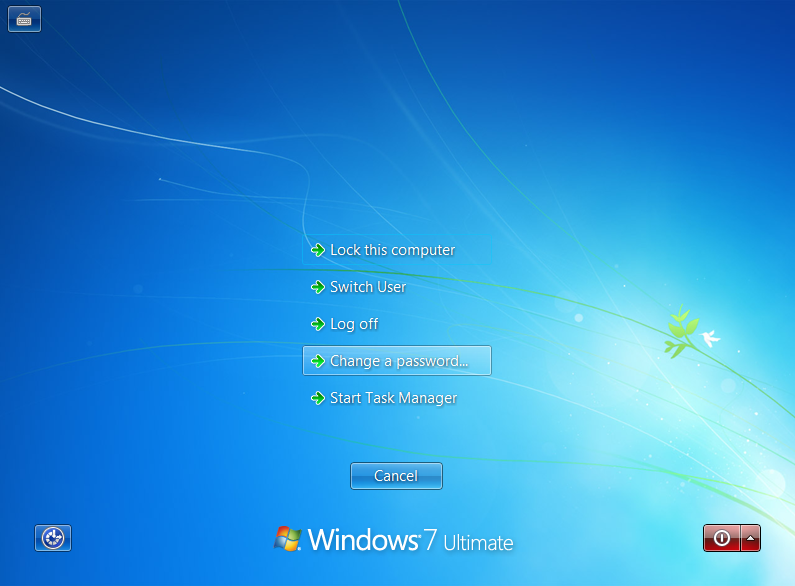 Lock this computer
Switch User
Log off
Change a password...
Start Task Manager
Cancel
Windows 7 Ultimate